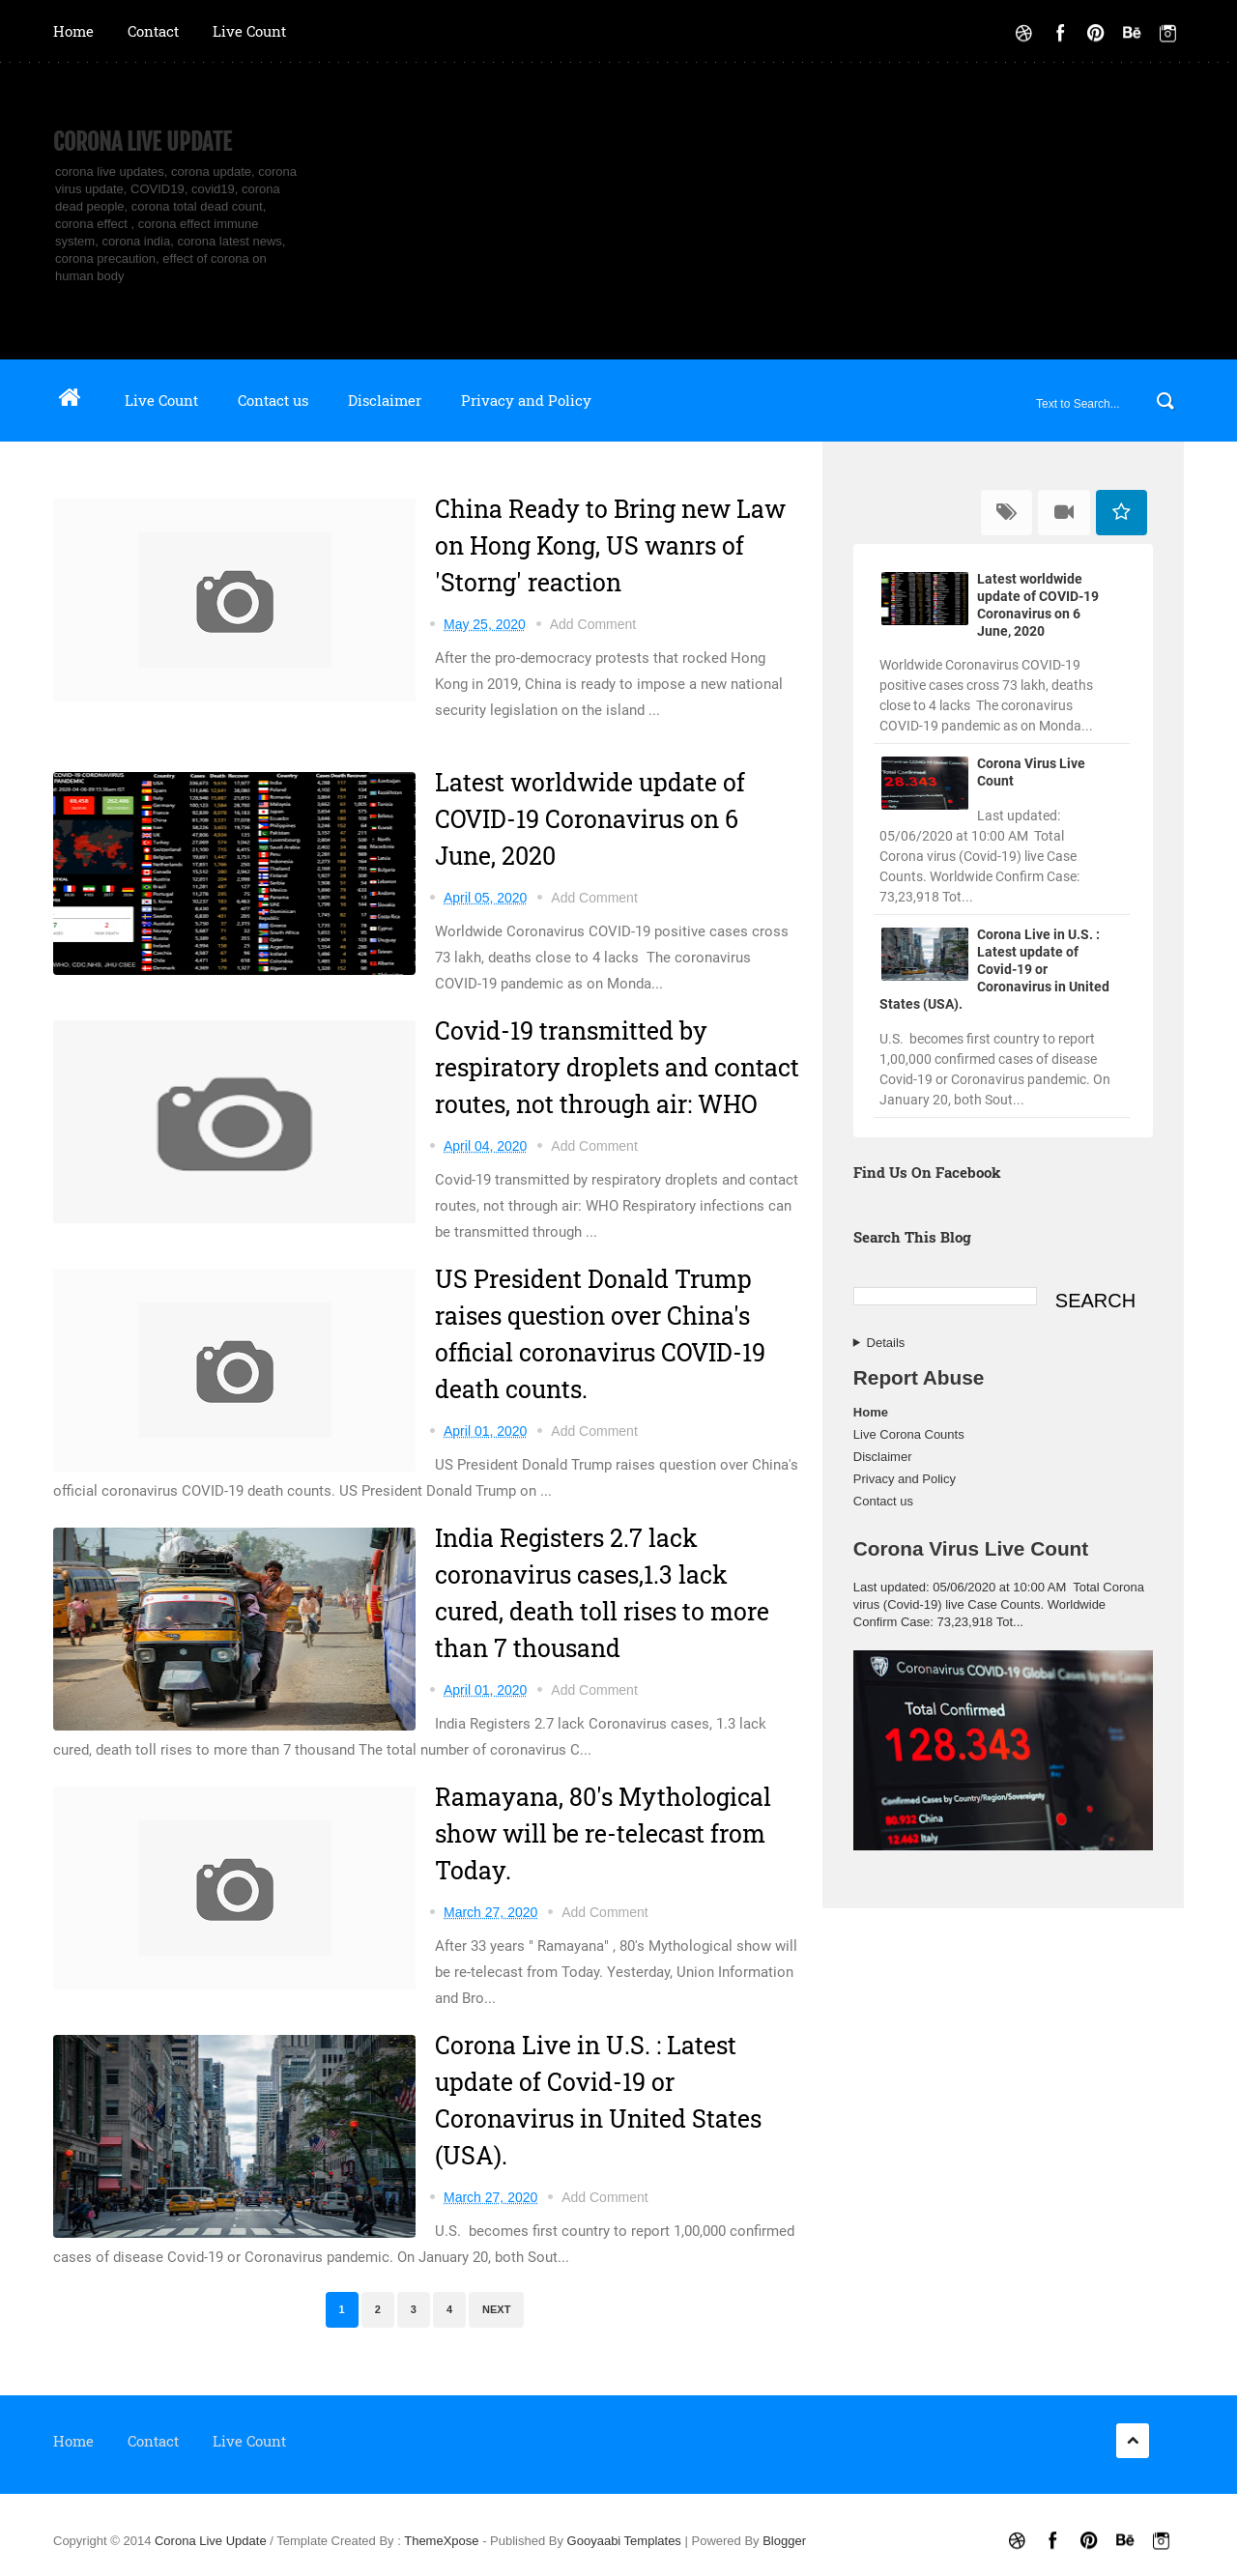 Home Contact Live Count
CORONA LIVE UPDATE
corona live updates, corona update, corona
virus update, COVID19, covid19, corona
dead people, corona total dead count,
corona effect , corona effect immune
system, corona india, corona latest news,
corona precaution, effect of corona on
human body
Live Count Contact us Disclaimer Privacy and Policy
Text to Search...
China Ready to Bring new Law
on Hong Kong, US wanrs of
'Storng' reaction
May 25, 2020 Add Comment
After the pro-democracy protests that rocked Hong
Kong in 2019, China is ready to impose a new national
security legislation on the island ...
Latest worldwide update of
COVID-19 Coronavirus on 6
June, 2020
April 05, 2020 Add Comment
Worldwide Coronavirus COVID-19 positive cases cross
73 lakh, deaths close to 4 lacks  The coronavirus
COVID-19 pandemic as on Monda...
Covid-19 transmitted by
respiratory droplets and contact
routes, not through air: WHO
April 04, 2020 Add Comment
Covid-19 transmitted by respiratory droplets and contact
routes, not through air: WHO Respiratory infections can
be transmitted through ...
US President Donald Trump
raises question over China's
official coronavirus COVID-19
death counts.
April 01, 2020 Add Comment
US President Donald Trump raises question over China's
official coronavirus COVID-19 death counts. US President Donald Trump on ...
India Registers 2.7 lack
coronavirus cases,1.3 lack
cured, death toll rises to more
than 7 thousand
April 01, 2020 Add Comment
India Registers 2.7 lack Coronavirus cases, 1.3 lack
cured, death toll rises to more than 7 thousand The total number of coronavirus C...
Ramayana, 80's Mythological
show will be re-telecast from
Today.
March 27, 2020 Add Comment
After 33 years " Ramayana" , 80's Mythological show will
be re-telecast from Today. Yesterday, Union Information
and Bro...
Corona Live in U.S. : Latest
update of Covid-19 or
Coronavirus in United States
(USA).
March 27, 2020 Add Comment
U.S.  becomes first country to report 1,00,000 confirmed
cases of disease Covid-19 or Coronavirus pandemic. On January 20, both Sout...
1 2 3 4 NEXT
Latest worldwide
update of COVID-19
Coronavirus on 6
June, 2020
Worldwide Coronavirus COVID-19
positive cases cross 73 lakh, deaths
close to 4 lacks  The coronavirus
COVID-19 pandemic as on Monda...
Total Confirmed
28.343
Corona Virus Live
Count
Last updated:
05/06/2020 at 10:00 AM  Total
Corona virus (Covid-19) live Case
Counts. Worldwide Confirm Case:
73,23,918 Tot...
Corona Live in U.S. :
Latest update of
Covid-19 or
Coronavirus in United
States (USA).
U.S.  becomes first country to report
1,00,000 confirmed cases of disease
Covid-19 or Coronavirus pandemic. On
January 20, both Sout...
Find Us On Facebook
Search This Blog
SEARCH
Details
Report Abuse
Home
Live Corona Counts
Disclaimer
Privacy and Policy
Contact us
Corona Virus Live Count
Last updated: 05/06/2020 at 10:00 AM  Total Corona
virus (Covid-19) live Case Counts. Worldwide
Confirm Case: 73,23,918 Tot...
Coronavirus COVID-19 Global Cases by the Center
Total Confirmed
128.343
Confirmed Cases by Country/Region/Sovereignty
80.932 China
12.462 Italy
Home Contact Live Count
Copyright © 2014 Corona Live Update / Template Created By : ThemeXpose - Published By Gooyaabi Templates | Powered By Blogger